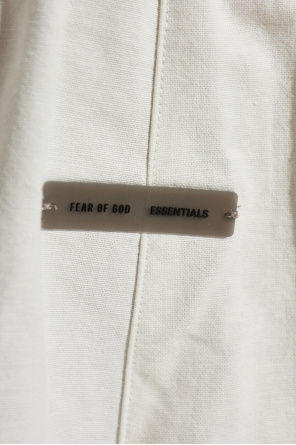 FEAR OF GOD ESSENTIALS